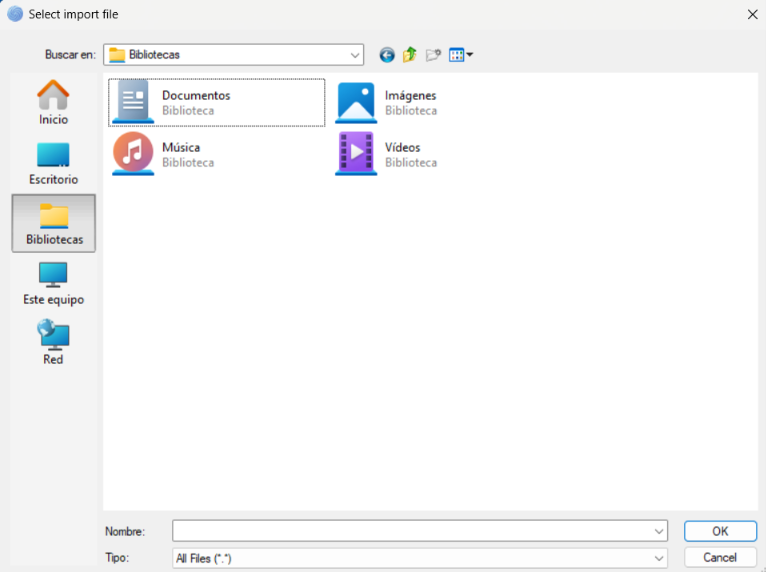 Select import file
Buscar en:
Bibliotecas
Inicio
Escritorio
Bibliotecas
Este equipo
Red
Documentos
Biblioteca
Imágenes
Biblioteca
Música
Biblioteca
Vídeos
Biblioteca
Nombre:
OK
Tipo:
All Files (*.*)
Cancel